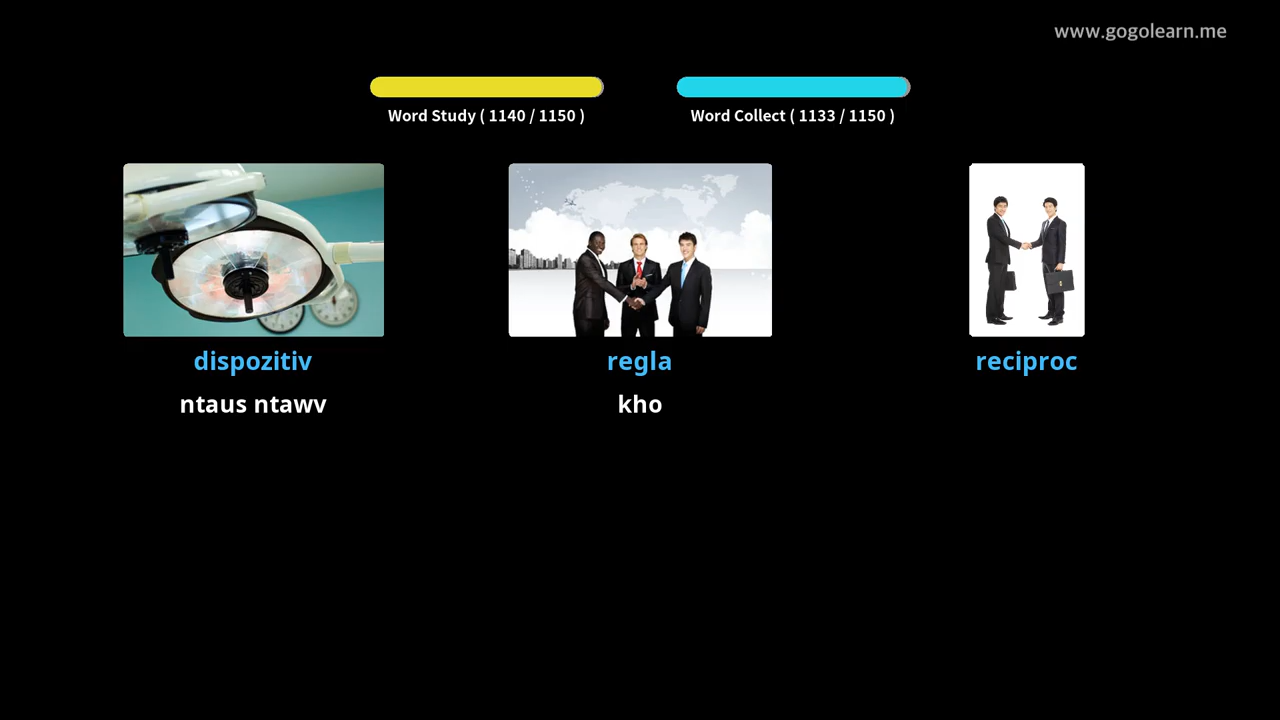 www.gogolearn.me
Word Study ( 1140 / 1150 )
Word Collect ( 1133 / 1150 )
dispozitiv
ntaus ntawv
regla
kho
reciproc